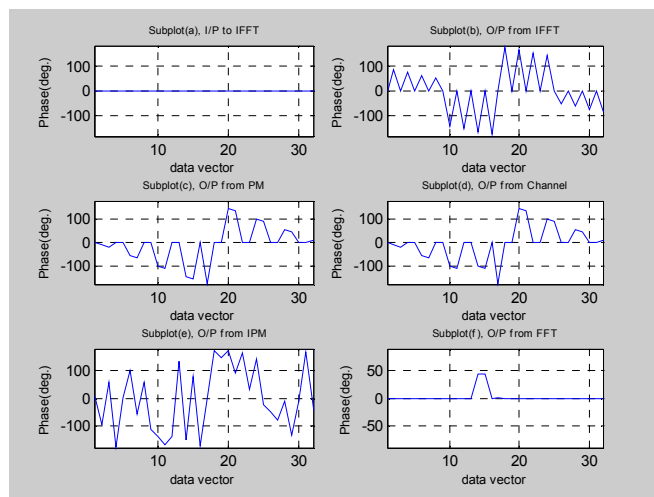 Subplot(a), I/P to IFFT
Phase(deg.)
100
0
-100
10
20
30
data vector
Subplot(b), O/P from IFFT
Phase(deg.)
100
0
-100
10
20
30
data vector
Subplot(c), O/P from PM
Phase(deg.)
100
0
-100
10
20
30
data vector
Subplot(d), O/P from Channel
Phase(deg.)
100
0
-100
10
20
30
data vector
Subplot(e), O/P from IPM
Phase(deg.)
100
0
-100
10
20
30
data vector
Subplot(f), O/P from FFT
Phase(deg.)
50
0
-50
10
20
30
data vector